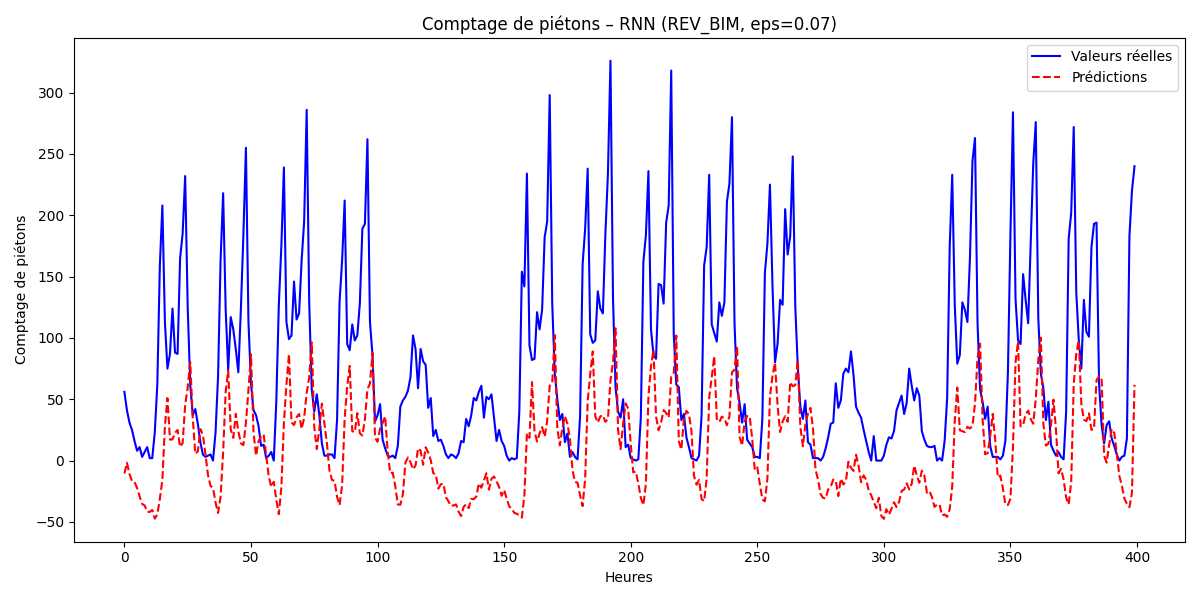 Comptage de piétons – RNN (REV_BIM, eps=0.07)
Valeurs réelles
Prédictions
Comptage de piétons
300
250
200
150
100
50
0
−50
0 50 100 150 200 250 300 350 400
Heures